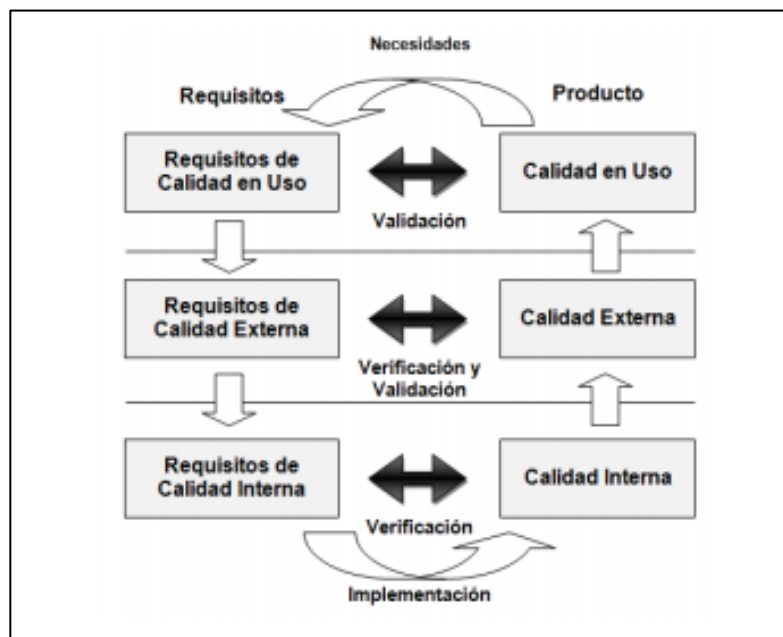 Necesidades
Requisitos
Producto
Requisitos de
Calidad en Uso
Calidad en Uso
Validación
Requisitos de
Calidad Externa
Calidad Externa
Verificación y
Validación
Requisitos de
Calidad Interna
Calidad Interna
Verificación
Implementación